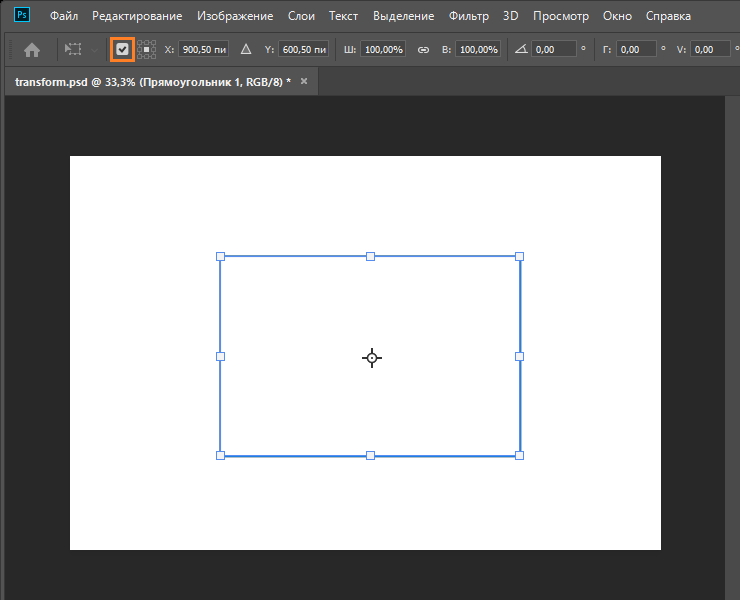 Ps Файл Редактирование Изображение Слои Текст Выделение Фильтр 3D Просмотр Окно Справка
X: 900,50 пи Y: 600,50 пи Ш: 100,00% В: 100,00% 0,00 ° Г: 0,00 ° V: 0,00 °
transform.psd @ 33,3% (Прямоугольник 1, RGB/8) * ×